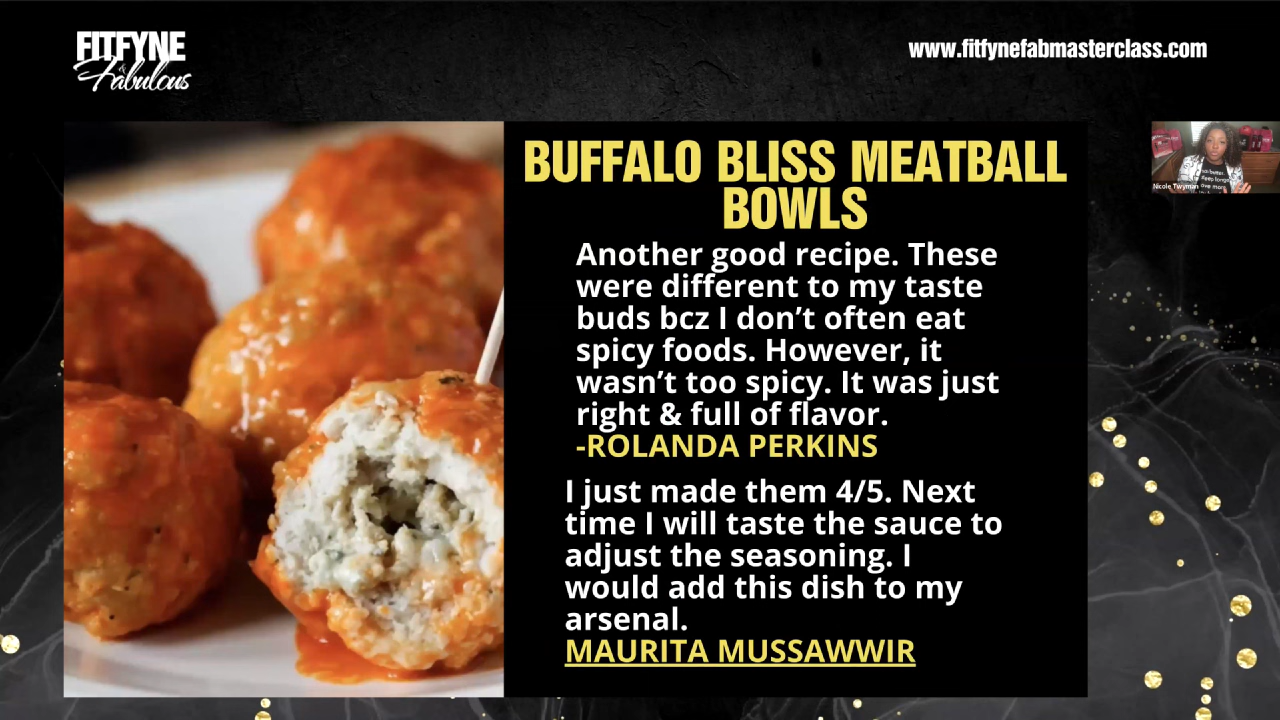 FITFYNE
&
Fabulous
www.fitfynefabmasterclass.com
BUFFALO BLISS MEATBALL
BOWLS
Another good recipe. These
were different to my taste
buds bcz I don’t often eat
spicy foods. However, it
wasn’t too spicy. It was just
right & full of flavor.
-ROLANDA PERKINS
I just made them 4/5. Next
time I will taste the sauce to
adjust the seasoning. I
would add this dish to my
arsenal.
MAURITA MUSSAWWIR
Nicole Twyman